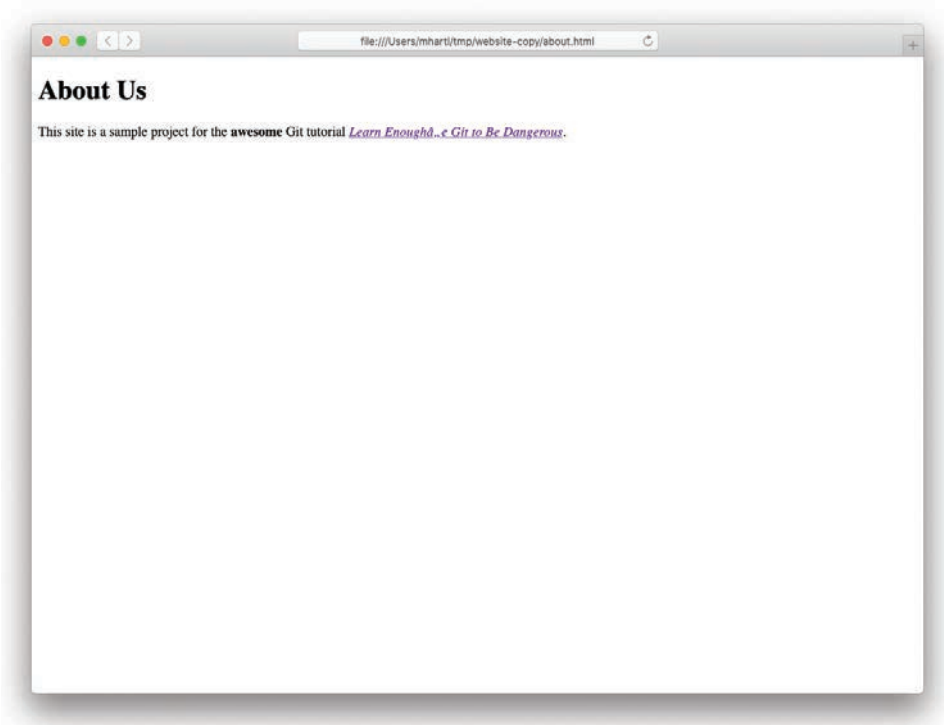 file:///Users/mhartl/tmp/website-copy/about.html
About Us
This site is a sample project for the awesome Git tutorial Learn Enoughâ„¢ Git to Be Dangerous.